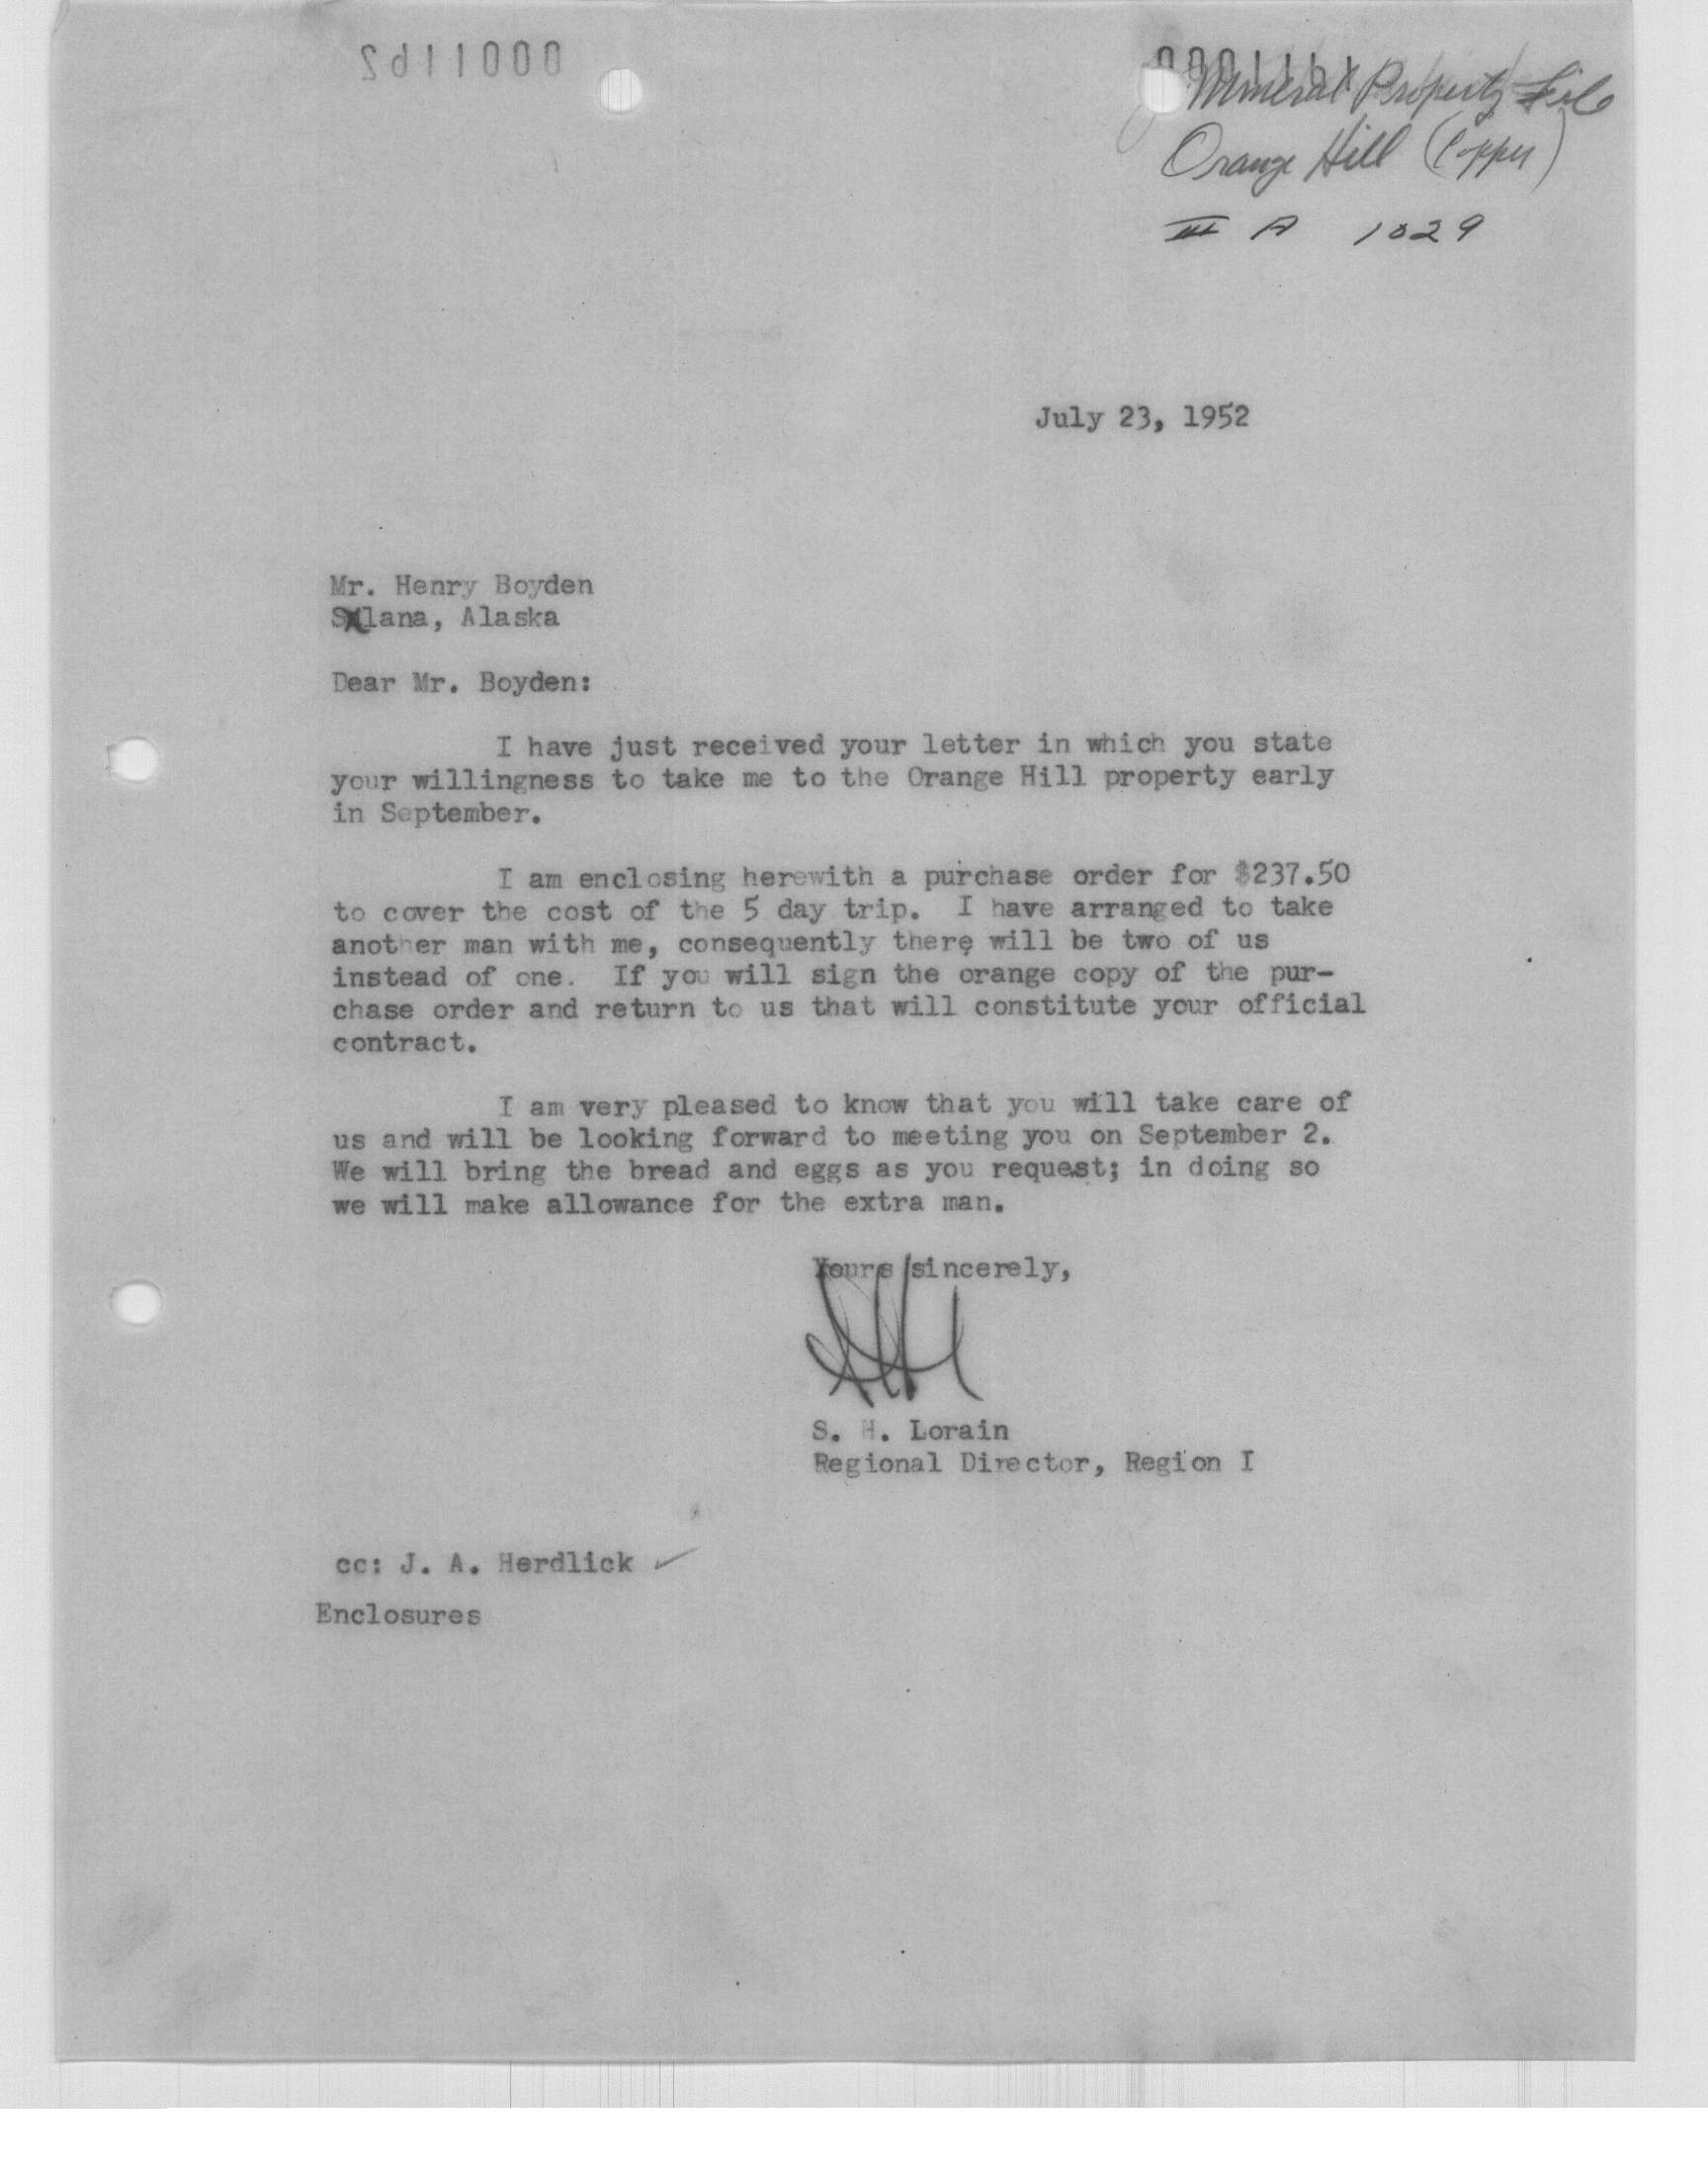 0001162
0001161
Mineral Property File
Orange Hill (Copper)
III A 1029
July 23, 1952
Mr. Henry Boyden
Slana, Alaska
Dear Mr. Boyden:
I have just received your letter in which you state
your willingness to take me to the Orange Hill property early
in September.
I am enclosing herewith a purchase order for $237.50
to cover the cost of the 5 day trip. I have arranged to take
another man with me, consequently there will be two of us
instead of one. If you will sign the orange copy of the pur-
chase order and return to us that will constitute your official
contract.
I am very pleased to know that you will take care of
us and will be looking forward to meeting you on September 2.
We will bring the bread and eggs as you request; in doing so
we will make allowance for the extra man.
Yours sincerely,
S. H. Lorain
Regional Director, Region I
cc: J. A. Herdlick
Enclosures